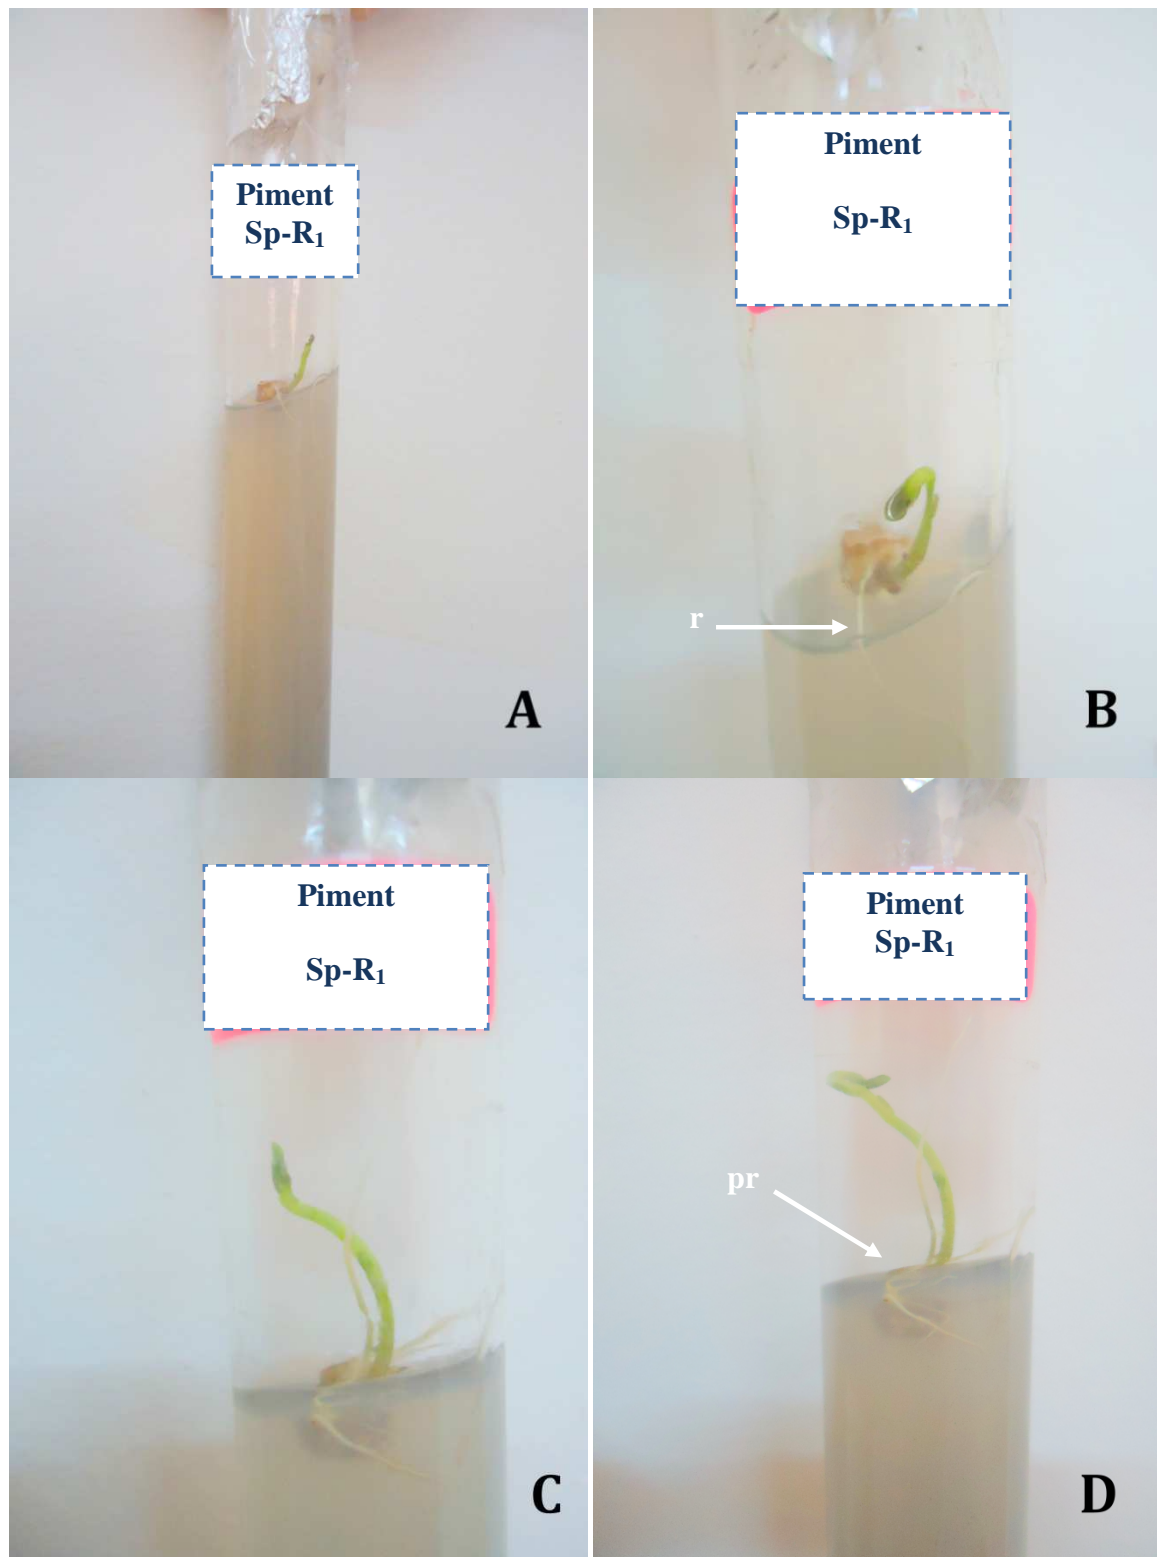 Piment
Sp-R₁
A
Piment
Sp-R₁
r
B
Piment
Sp-R₁
C
Piment
Sp-R₁
pr
D